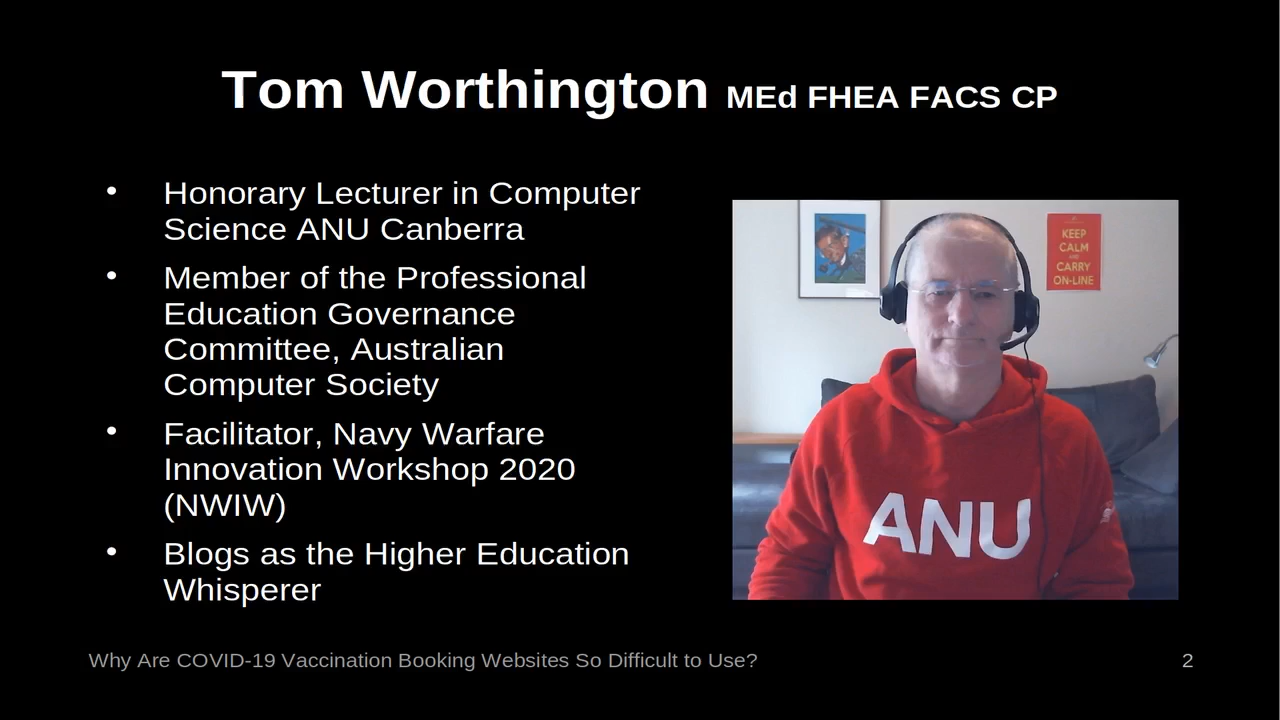 Tom Worthington MEd FHEA FACS CP
• Honorary Lecturer in Computer
Science ANU Canberra
• Member of the Professional
Education Governance
Committee, Australian
Computer Society
• Facilitator, Navy Warfare
Innovation Workshop 2020
(NWIW)
• Blogs as the Higher Education
Whisperer
KEEP
CALM
AND
CARRY
ON-LINE
ANU
Why Are COVID-19 Vaccination Booking Websites So Difficult to Use?
2